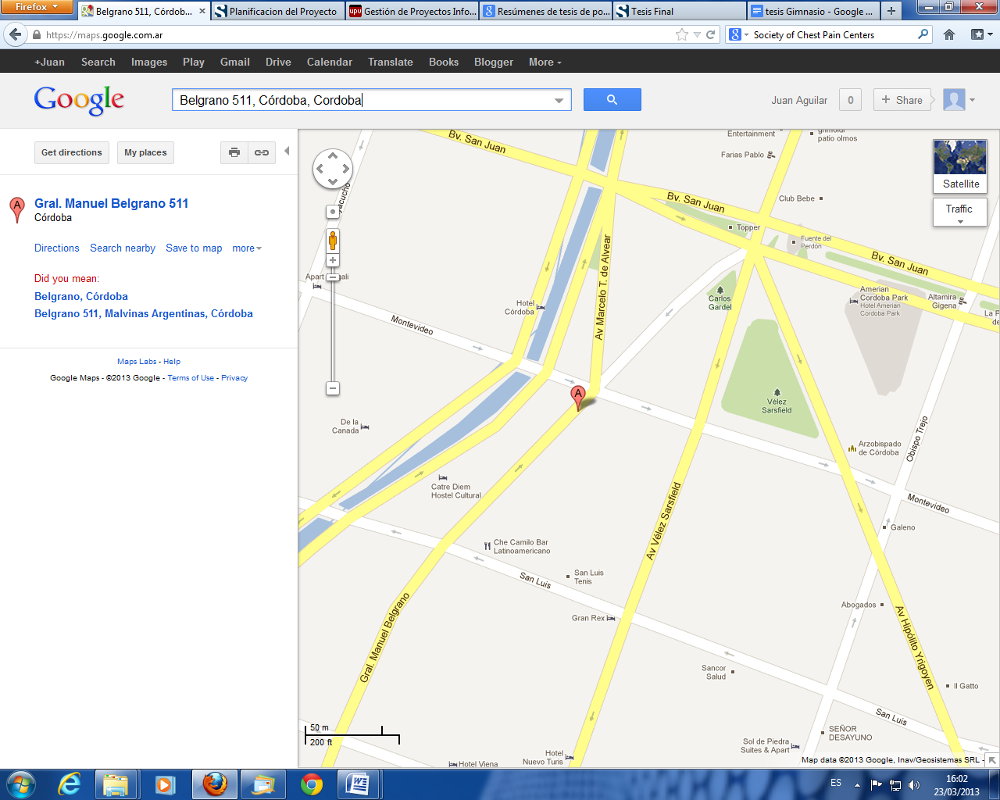 Firefox
Belgrano 511, Córdob...
Planificacion del Proyecto
upv
Gestión de Proyectos Info...
Resúmenes de tesis de po...
Tesis Final
tesis Gimnasio - Google ...
https://maps.google.com.ar
Society of Chest Pain Centers
+Juan Search Images Play Gmail Drive Calendar Translate Books Blogger More
Google
Belgrano 511, Córdoba, Cordoba
Juan Aguilar
0
+ Share
Get directions
My places
A
Gral. Manuel Belgrano 511
Córdoba
Directions Search nearby Save to map more
Did you mean:
Belgrano, Córdoba
Belgrano 511, Malvinas Argentinas, Córdoba
Maps Labs - Help
Google Maps - ©2013 Google - Terms of Use - Privacy
Bv. San Juan
Entertainment
patio olmos
Farias Pablo
Satellite
Traffic
Club Bebe
Bv. San Juan
Topper
Fuente del
Perdón
Bv. San Juan
Av Marcelo T. de Alvear
Hotel
Córdoba
Carlos
Gardel
Amerian
Cordoba Park
Hotel Amerian
Cordoba Park
Altamira
Gigena
Montevideo
A
Vélez
Sarsfield
De la
Canada
Arzobispado
de Córdoba
Obispo Trejo
Catre Diem
Hostel Cultural
Av Vélez Sarsfield
Montevideo
Galeno
Che Camilo Bar
Latinoamericano
San Luis
San Luis
Tenis
Gran Rex
Abogados
Gral. Manuel Belgrano
Av Hipólito Yrigoyen
Sancor
Salud
Il Gatto
San Luis
SEÑOR
DESAYUNO
50 m
200 ft
Sol de Piedra
Suites & Apart
Hotel
Nuevo Turis
Hotel Viena
Map data ©2013 Google, Inav/Geosistemas SRL -
ES
16:02
23/03/2013